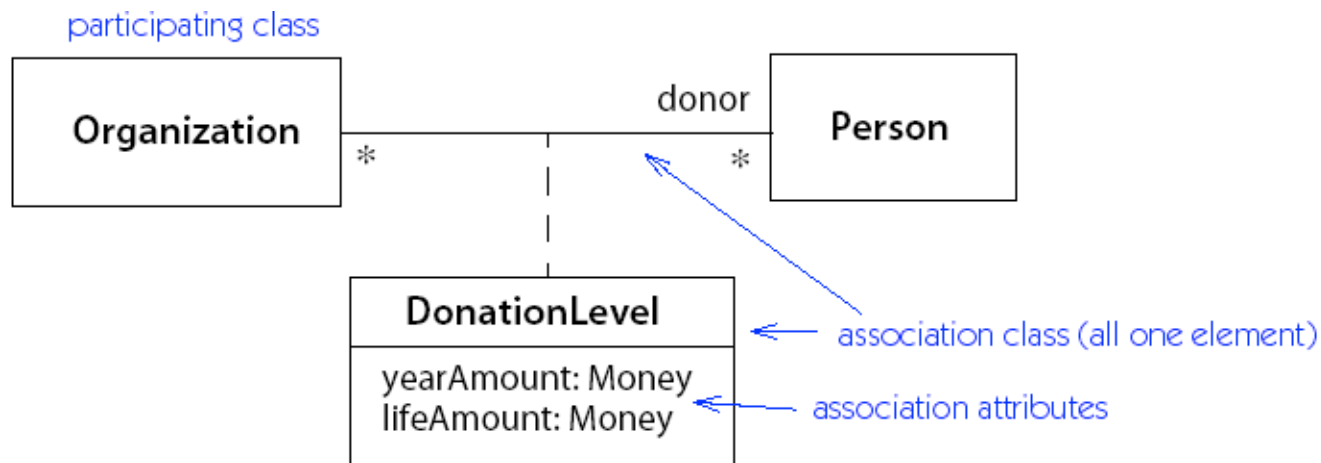 participating class
Organization
donor
Person
*
*
DonationLevel
association class (all one element)
yearAmount: Money
lifeAmount: Money
association attributes